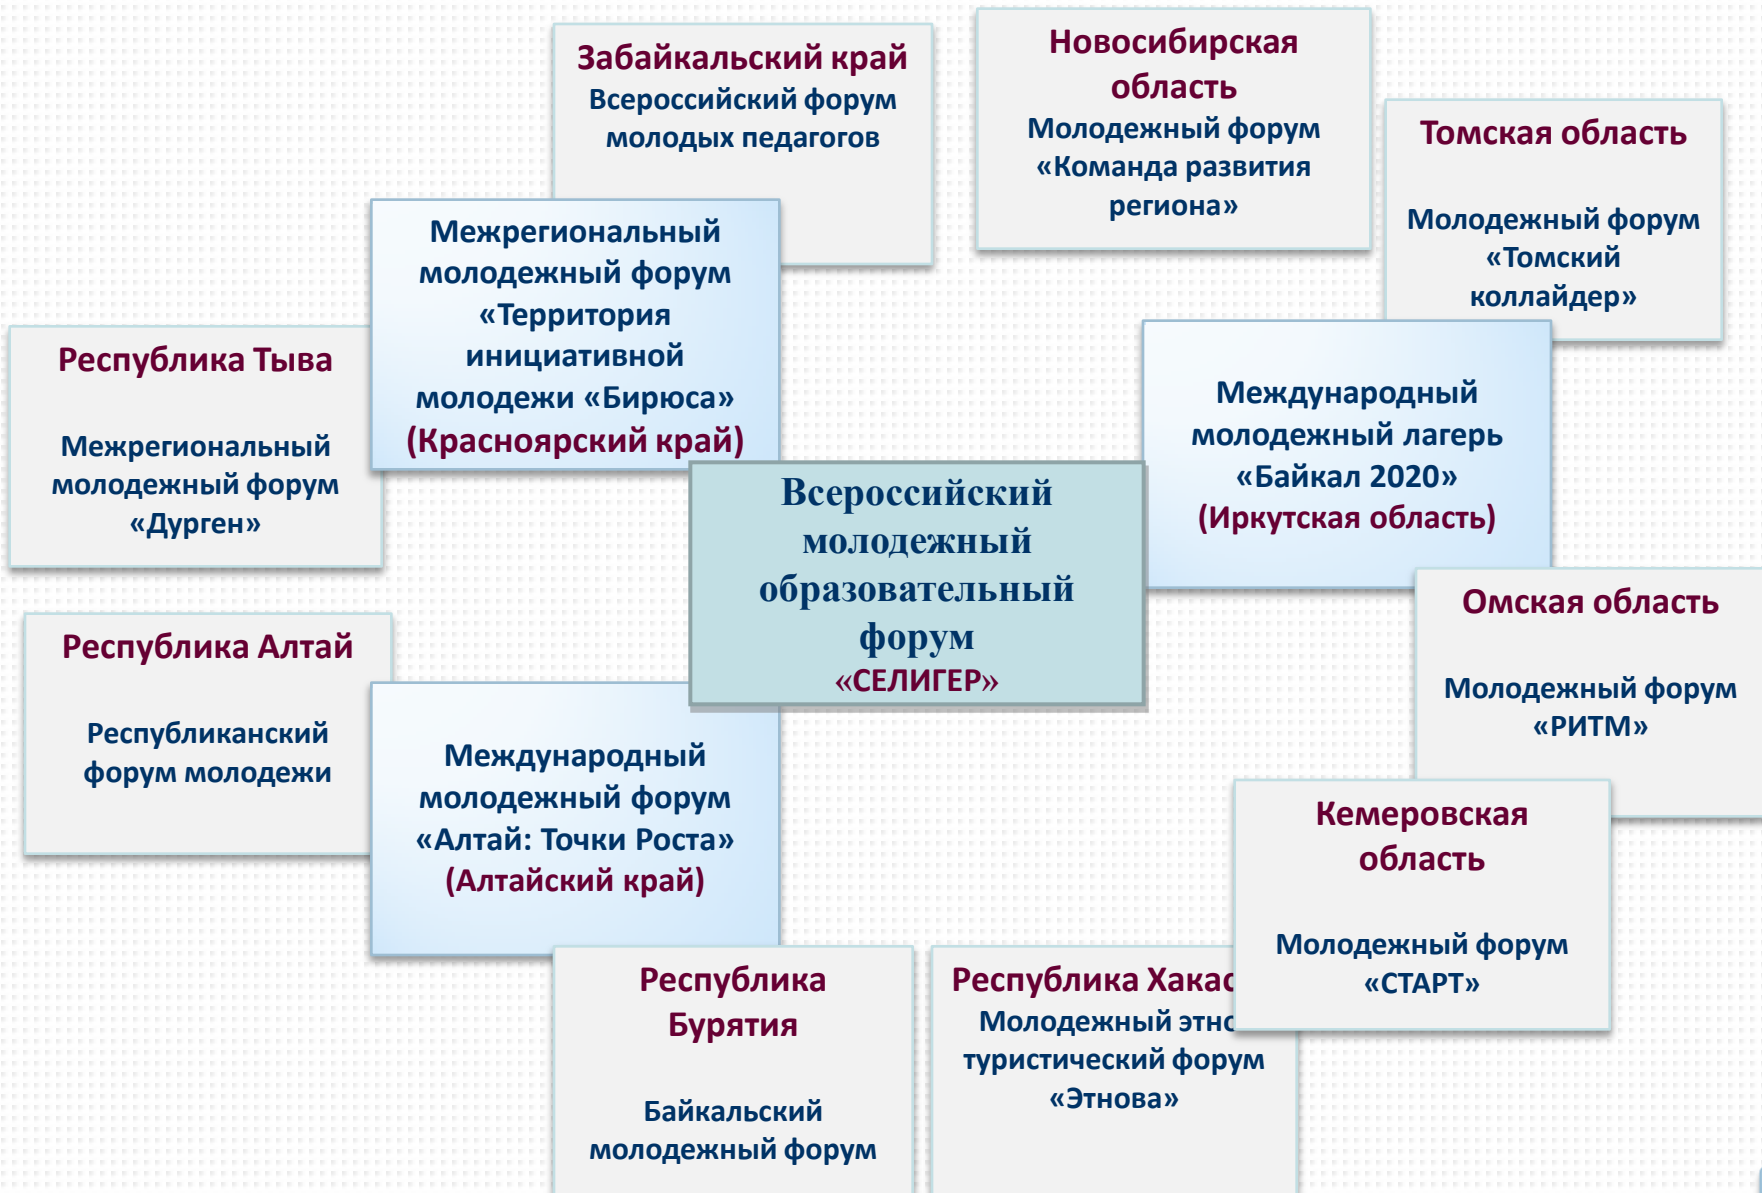 Забайкальский край
Всероссийский форум
молодых педагогов
Новосибирская
область
Молодежный форум
«Команда развития
региона»
Томская область
Молодежный форум
«Томский
коллайдер»
Межрегиональный
молодежный форум
«Территория
инициативной
молодежи «Бирюса»
(Красноярский край)
Республика Тыва
Межрегиональный
молодежный форум
«Дурген»
Международный
молодежный лагерь
«Байкал 2020»
(Иркутская область)
Всероссийский
молодежный
образовательный
форум
«СЕЛИГЕР»
Омская область
Молодежный форум
«РИТМ»
Республика Алтай
Республиканский
форум молодежи
Международный
молодежный форум
«Алтай: Точки Роста»
(Алтайский край)
Кемеровская
область
Молодежный форум
«СТАРТ»
Республика
Бурятия
Байкальский
молодежный форум
Республика
Молодежный этно
туристический форум
«Этнова»